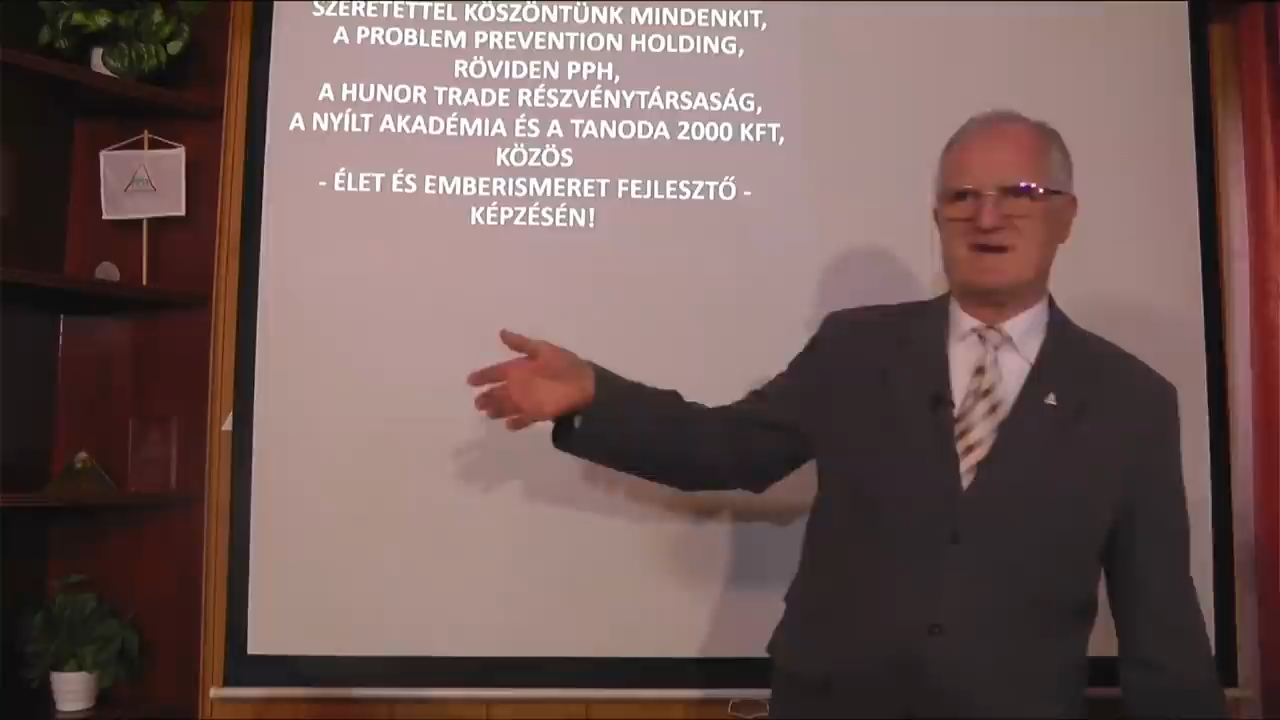 SZERETETTEL KÖSZÖNTÜNK MINDENKIT,
A PROBLEM PREVENTION HOLDING,
RÖVIDEN PPH,
A HUNOR TRADE RÉSZVÉNYTÁRSASÁG,
A NYÍLT AKADÉMIA ÉS A TANODA 2000 KFT,
KÖZÖS
- ÉLET ÉS EMBERISMERET FEJLESZTŐ -
KÉPZÉSÉN!